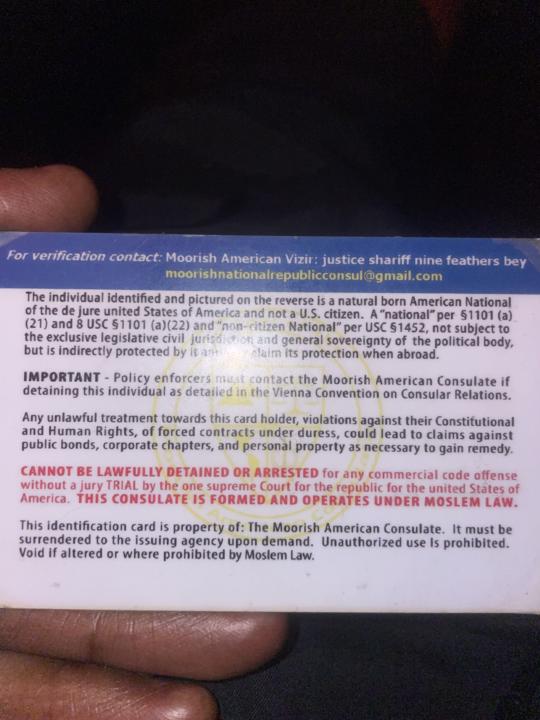 For verification contact: Moorish American Vizir: justice shariff nine feathers bey
moorishnationalrepublicconsul@gmail.com
The individual identified and pictured on the reverse is a natural born American National
of the de jure united States of America and not a U.S. citizen. A "national" per §1101 (a)
(21) and 8 USC §1101 (a)(22) and "non-citizen National" per USC §1452, not subject to
the exclusive legislative civil jurisdiction and general sovereignty of the political body,
but is indirectly protected by it and claim its protection when abroad.
IMPORTANT - Policy enforcers must contact the Moorish American Consulate if
detaining this individual as detailed in the Vienna Convention on Consular Relations.
Any unlawful treatment towards this card holder, violations against their Constitutional
and Human Rights, of forced contracts under duress, could lead to claims against
public bonds, corporate chapters, and personal property as necessary to gain remedy.
CANNOT BE LAWFULLY DETAINED OR ARRESTED for any commercial code offense
without a jury TRIAL by the one supreme Court for the republic for the united States of
America. THIS CONSULATE IS FORMED AND OPERATES UNDER MOSLEM LAW.
This identification card is property of: The Moorish American Consulate. It must be
surrendered to the issuing agency upon demand. Unauthorized use Is prohibited.
Void if altered or where prohibited by Moslem Law.